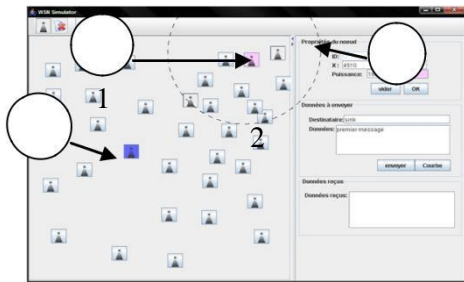 WSN Simulator
Propriétés du noeud
ID:
X: 4510
Puissance:
valider OK
Données à envoyer
Destinataire: sink
Données: premier message
envoyer Courbe
Données reçus
Données reçus:
1
2